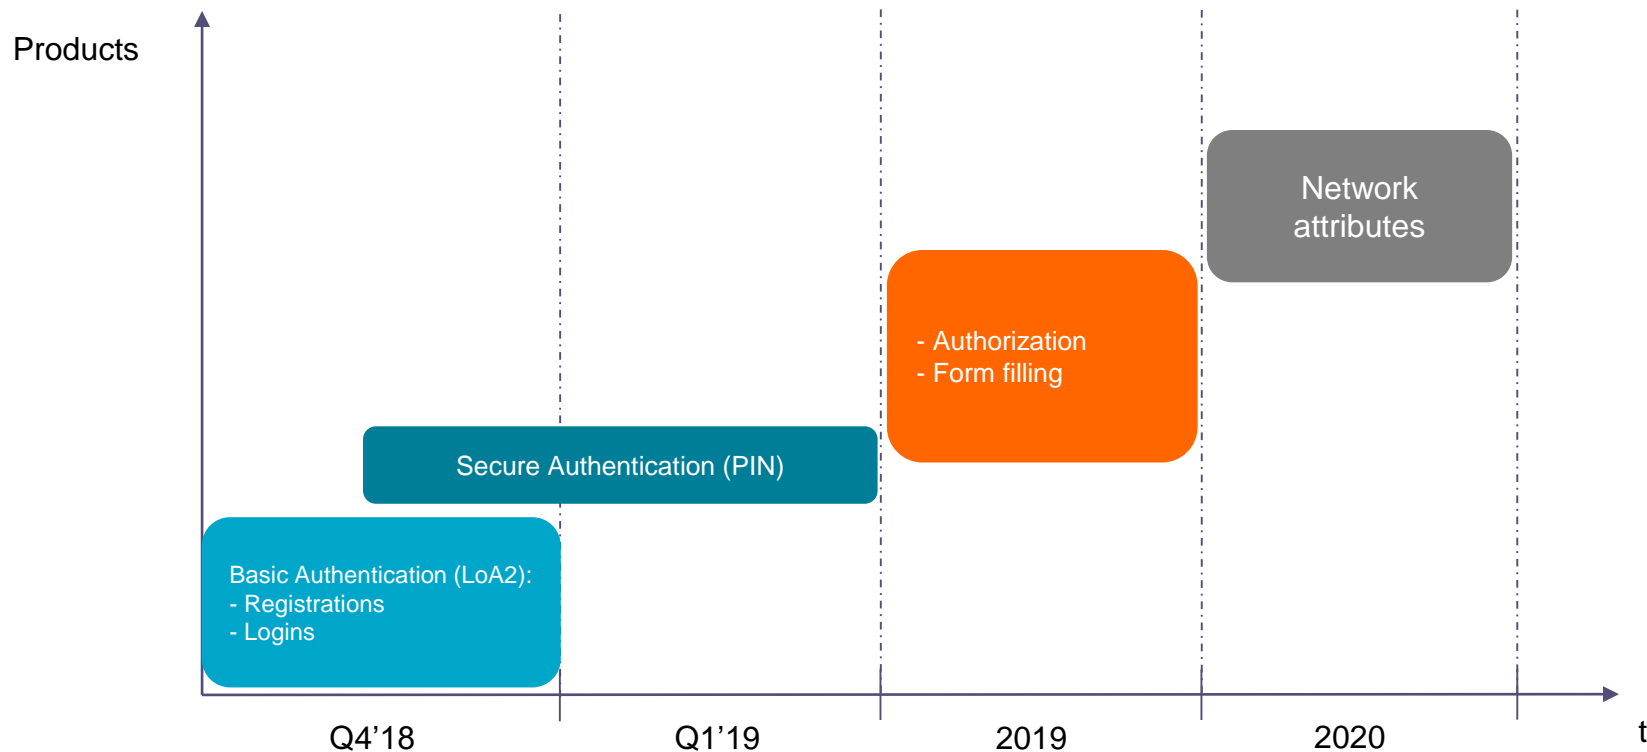 Products
Network
attributes
- Authorization
- Form filling
Secure Authentication (PIN)
Basic Authentication (LoA2):
- Registrations
- Logins
Q4’18
Q1’19
2019
2020
t